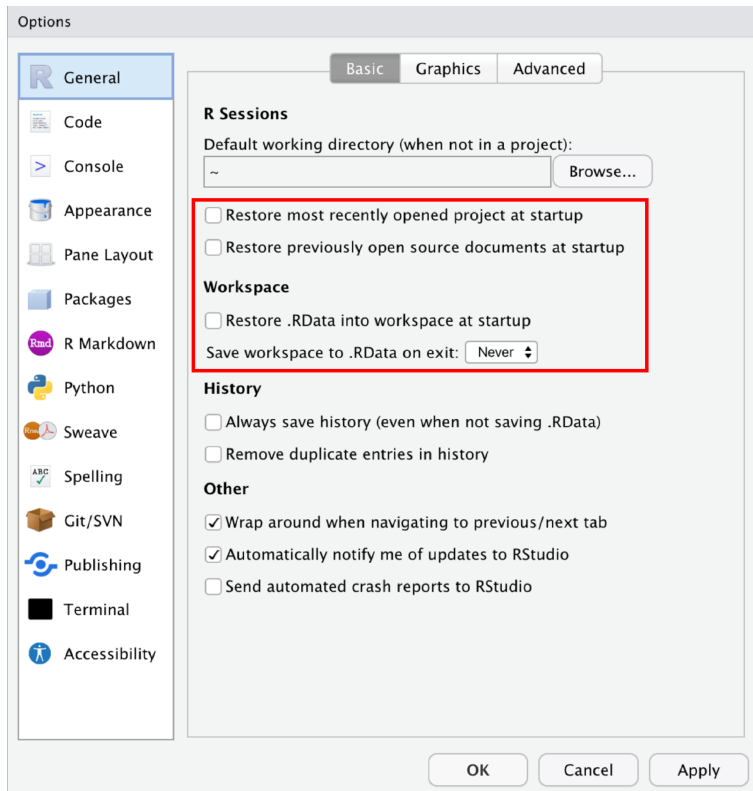 Options
General
Code
Console
Appearance
Pane Layout
Packages
Rmd R Markdown
Python
Rnw Sweave
ABC Spelling
Git/SVN
Publishing
Terminal
Accessibility
Basic Graphics Advanced
R Sessions
Default working directory (when not in a project):
~ Browse...
Restore most recently opened project at startup
Restore previously open source documents at startup
Workspace
Restore .RData into workspace at startup
Save workspace to .RData on exit: Never
History
Always save history (even when not saving .RData)
Remove duplicate entries in history
Other
Wrap around when navigating to previous/next tab
Automatically notify me of updates to RStudio
Send automated crash reports to RStudio
OK Cancel Apply